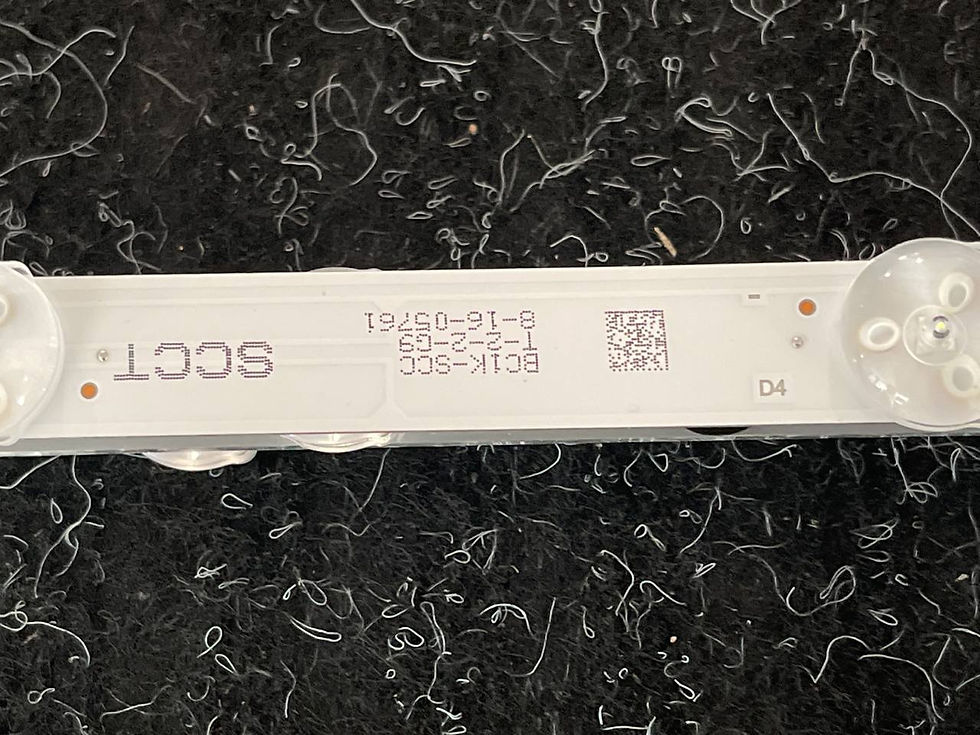 BC1K-SCC
T-2-2-G9
8-16-05761
SCCT
D4